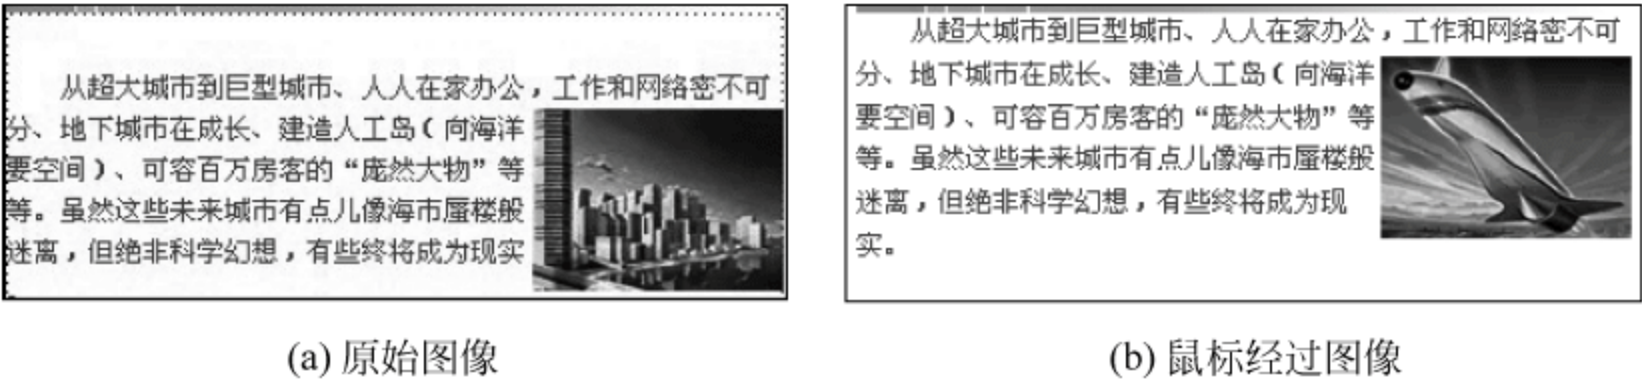 从超大城市到巨型城市、人人在家办公，工作和网络密不可
分、地下城市在成长、建造人工岛（向海洋
要空间）、可容百万房客的“庞然大物”等
等。虽然这些未来城市有点儿像海市蜃楼般
迷离，但绝非科学幻想，有些终将成为现实
(a) 原始图像
从超大城市到巨型城市、人人在家办公，工作和网络密不可
分、地下城市在成长、建造人工岛（向海洋
要空间）、可容百万房客的“庞然大物”等
等。虽然这些未来城市有点儿像海市蜃楼般
迷离，但绝非科学幻想，有些终将成为现
实。
(b) 鼠标经过图像